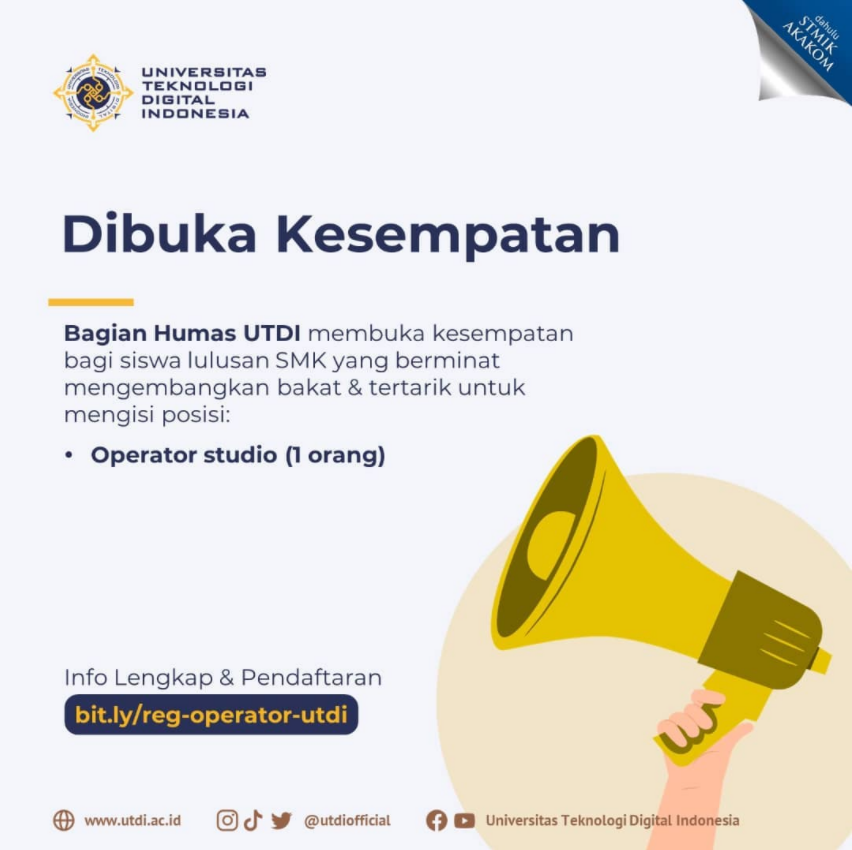 dahulu
STMIK
AKAKOM
UNIVERSITAS
TEKNOLOGI
DIGITAL
INDONESIA
Dibuka Kesempatan
Bagian Humas UTDI membuka kesempatan
bagi siswa lulusan SMK yang berminat
mengembangkan bakat & tertarik untuk
mengisi posisi:
• Operator studio (1 orang)
Info Lengkap & Pendaftaran
bit.ly/reg-operator-utdi
www.utdi.ac.id
@utdiofficial
Universitas Teknologi Digital Indonesia